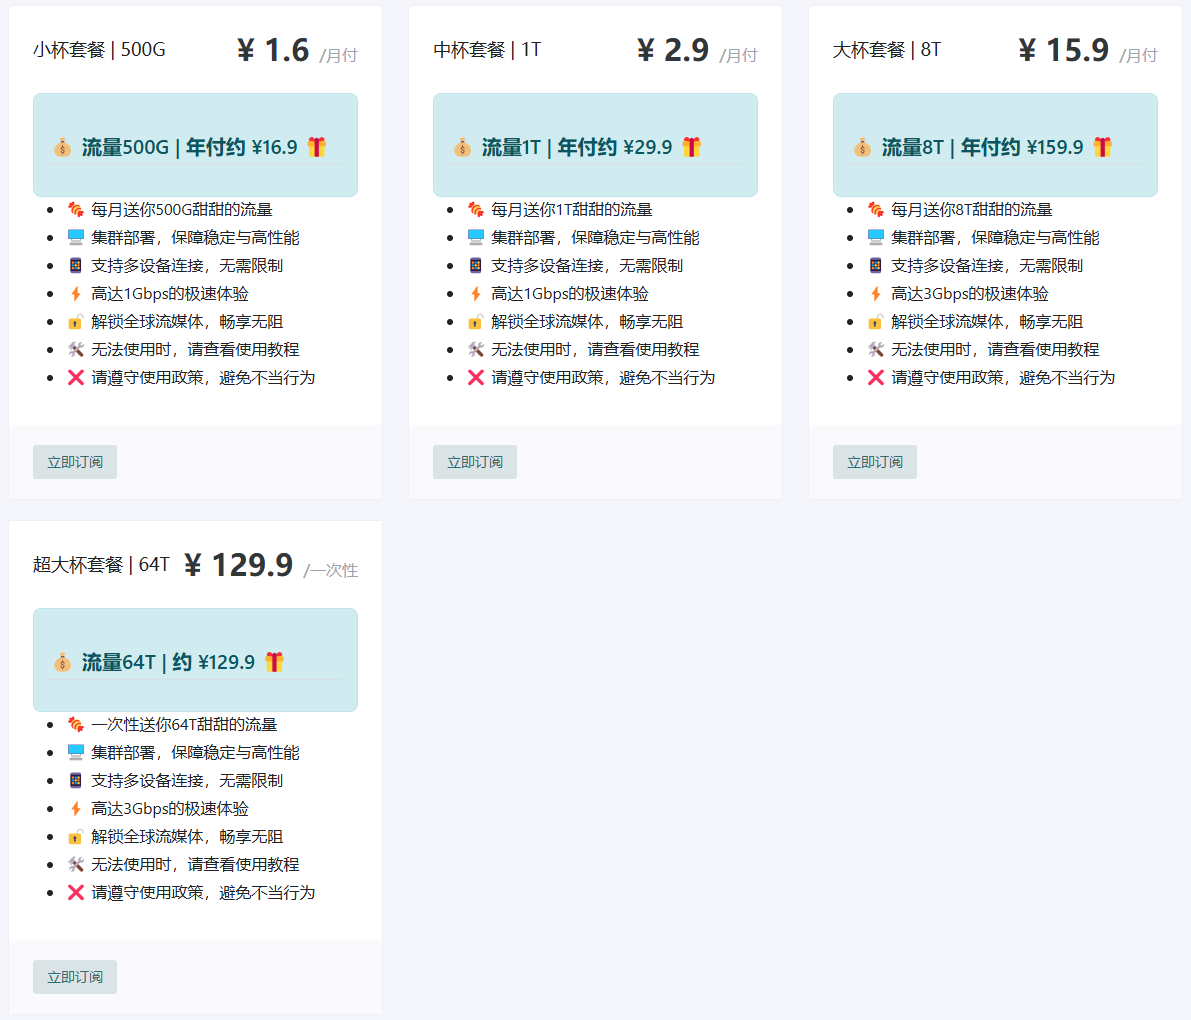 小杯套餐 | 500G
¥ 1.6 /月付
流量500G | 年付约 ¥16.9
每月送你500G甜甜的流量
集群部署，保障稳定与高性能
支持多设备连接，无需限制
高达1Gbps的极速体验
解锁全球流媒体，畅享无阻
无法使用时，请查看使用教程
请遵守使用政策，避免不当行为
立即订阅
中杯套餐 | 1T
¥ 2.9 /月付
流量1T | 年付约 ¥29.9
每月送你1T甜甜的流量
集群部署，保障稳定与高性能
支持多设备连接，无需限制
高达1Gbps的极速体验
解锁全球流媒体，畅享无阻
无法使用时，请查看使用教程
请遵守使用政策，避免不当行为
立即订阅
大杯套餐 | 8T
¥ 15.9 /月付
流量8T | 年付约 ¥159.9
每月送你8T甜甜的流量
集群部署，保障稳定与高性能
支持多设备连接，无需限制
高达3Gbps的极速体验
解锁全球流媒体，畅享无阻
无法使用时，请查看使用教程
请遵守使用政策，避免不当行为
立即订阅
超大杯套餐 | 64T
¥ 129.9 /一次性
流量64T | 约 ¥129.9
一次性送你64T甜甜的流量
集群部署，保障稳定与高性能
支持多设备连接，无需限制
高达3Gbps的极速体验
解锁全球流媒体，畅享无阻
无法使用时，请查看使用教程
请遵守使用政策，避免不当行为
立即订阅